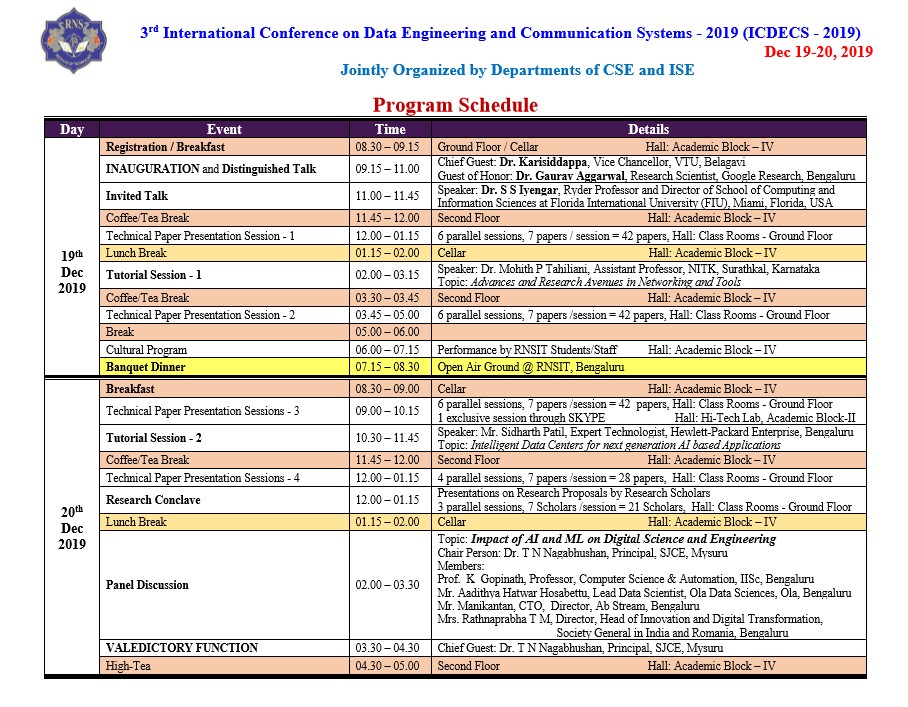 RNS
3rd International Conference on Data Engineering and Communication Systems - 2019 (ICDECS - 2019)
Dec 19-20, 2019
Jointly Organized by Departments of CSE and ISE
Program Schedule
Day Event Time Details
19th Dec 2019
Registration / Breakfast 08.30 – 09.15 Ground Floor / Cellar Hall: Academic Block – IV
INAUGURATION and Distinguished Talk 09.15 – 11.00 Chief Guest: Dr. Karisiddappa, Vice Chancellor, VTU, Belagavi
Guest of Honor: Dr. Gaurav Aggarwal, Research Scientist, Google Research, Bengaluru
Invited Talk 11.00 – 11.45 Speaker: Dr. S S Iyengar, Ryder Professor and Director of School of Computing and
Information Sciences at Florida International University (FIU), Miami, Florida, USA
Coffee/Tea Break 11.45 – 12.00 Second Floor Hall: Academic Block – IV
Technical Paper Presentation Session - 1 12.00 – 01.15 6 parallel sessions, 7 papers / session = 42 papers, Hall: Class Rooms - Ground Floor
Lunch Break 01.15 – 02.00 Cellar Hall: Academic Block – IV
Tutorial Session - 1 02.00 – 03.15 Speaker: Dr. Mohith P Tahiliani, Assistant Professor, NITK, Surathkal, Karnataka
Topic: Advances and Research Avenues in Networking and Tools
Coffee/Tea Break 03.30 – 03.45 Second Floor Hall: Academic Block – IV
Technical Paper Presentation Session - 2 03.45 – 05.00 6 parallel sessions, 7 papers /session = 42 papers, Hall: Class Rooms - Ground Floor
Break 05.00 – 06.00
Cultural Program 06.00 – 07.15 Performance by RNSIT Students/Staff Hall: Academic Block – IV
Banquet Dinner 07.15 – 08.30 Open Air Ground @ RNSIT, Bengaluru
20th Dec 2019
Breakfast 08.30 – 09.00 Cellar Hall: Academic Block – IV
Technical Paper Presentation Sessions - 3 09.00 – 10.15 6 parallel sessions, 7 papers /session = 42 papers, Hall: Class Rooms - Ground Floor
1 exclusive session through SKYPE Hall: Hi-Tech Lab, Academic Block-II
Tutorial Session - 2 10.30 – 11.45 Speaker: Mr. Sidharth Patil, Expert Technologist, Hewlett-Packard Enterprise, Bengaluru
Topic: Intelligent Data Centers for next generation AI based Applications
Coffee/Tea Break 11.45 – 12.00 Second Floor Hall: Academic Block – IV
Technical Paper Presentation Sessions - 4 12.00 – 01.15 4 parallel sessions, 7 papers /session = 28 papers, Hall: Class Rooms - Ground Floor
Research Conclave 12.00 – 01.15 Presentations on Research Proposals by Research Scholars
3 parallel sessions, 7 Scholars /session = 21 Scholars, Hall: Class Rooms - Ground Floor
Lunch Break 01.15 – 02.00 Cellar Hall: Academic Block – IV
Panel Discussion 02.00 – 03.30 Topic: Impact of AI and ML on Digital Science and Engineering
Chair Person: Dr. T N Nagabhushan, Principal, SJCE, Mysuru
Members:
Prof. K Gopinath, Professor, Computer Science & Automation, IISc, Bengaluru
Mr. Aadithya Hatwar Hosabettu, Lead Data Scientist, Ola Data Sciences, Ola, Bengaluru
Mr. Manikantan, CTO, Director, Ab Stream, Bengaluru
Mrs. Rathnaprabha T M, Director, Head of Innovation and Digital Transformation,
Society General in India and Romania, Bengaluru
VALEDICTORY FUNCTION 03.30 – 04.30 Chief Guest: Dr. T N Nagabhushan, Principal, SJCE, Mysuru
High-Tea 04.30 – 05.00 Second Floor Hall: Academic Block – IV